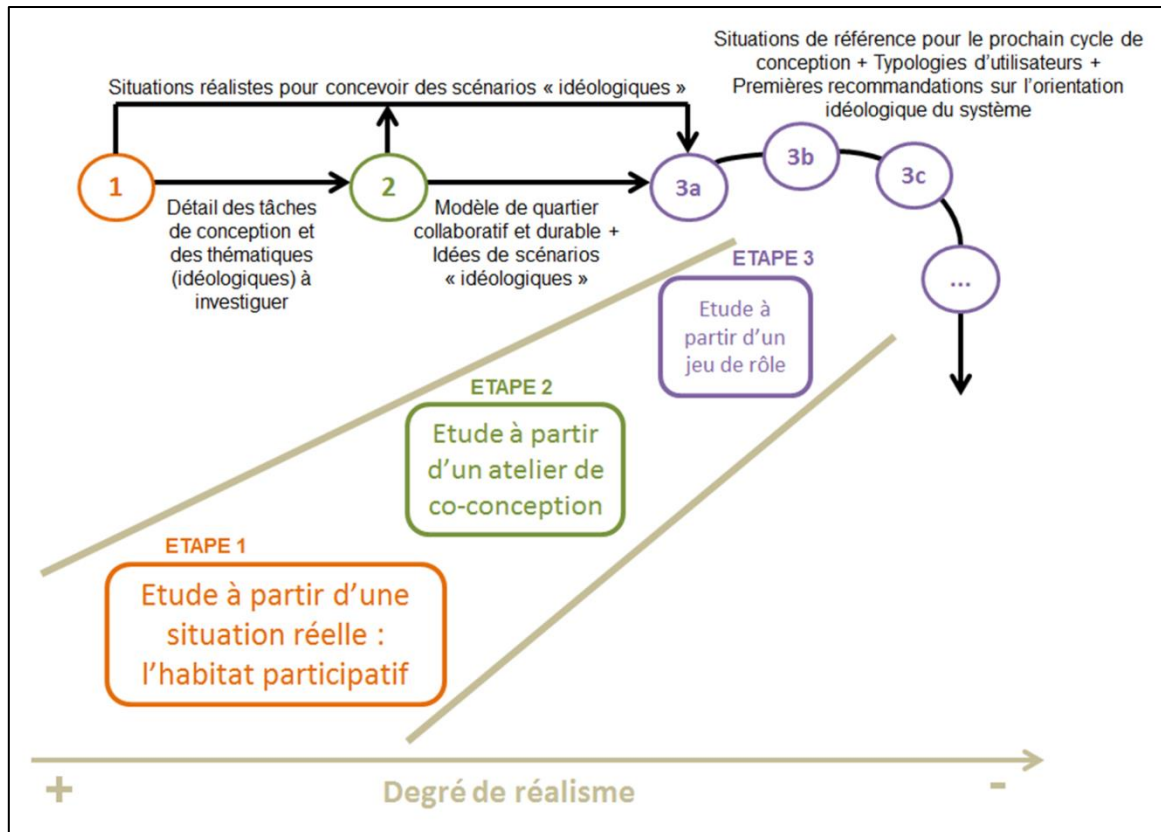 Situations de référence pour le prochain cycle de
conception + Typologies d'utilisateurs +
Premières recommandations sur l'orientation
idéologique du système
Situations réalistes pour concevoir des scénarios « idéologiques »
1
2
3a
3b
3c
...
Détail des tâches
de conception et
des thématiques
(idéologiques) à
investiguer
Modèle de quartier
collaboratif et durable +
Idées de scénarios
« idéologiques »
ETAPE 3
Etude à
partir d'un
jeu de rôle
ETAPE 2
Etude à partir
d'un atelier de
co-conception
ETAPE 1
Etude à partir d'une
situation réelle :
l'habitat participatif
+
Degré de réalisme
-